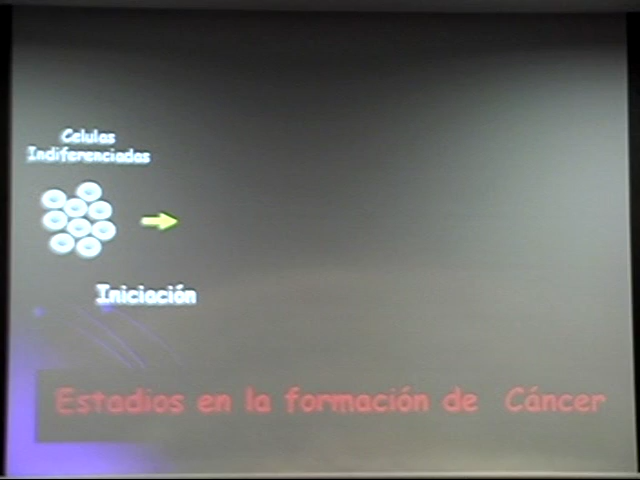 Celulas
Indiferenciadas
Iniciación
Estadios en la formación de Cáncer